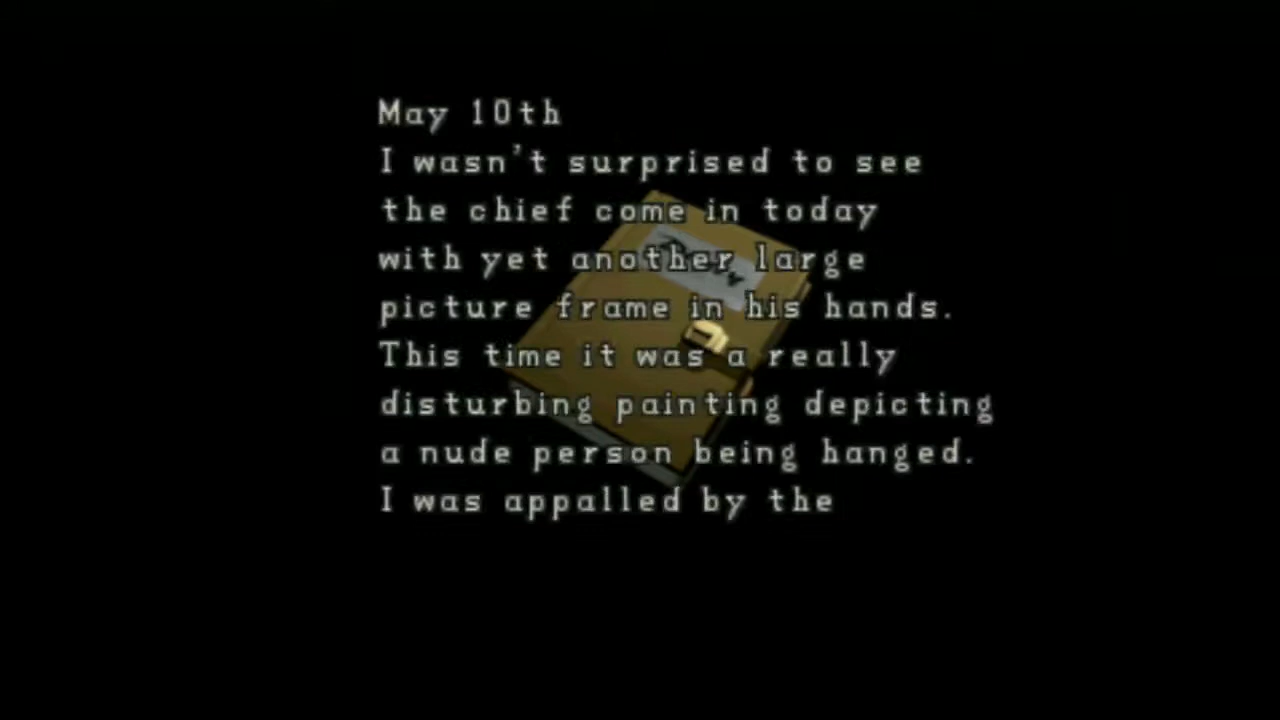 May 10th
I wasn't surprised to see
the chief come in today
with yet another large
picture frame in his hands.
This time it was a really
disturbing painting depicting
a nude person being hanged.
I was appalled by the